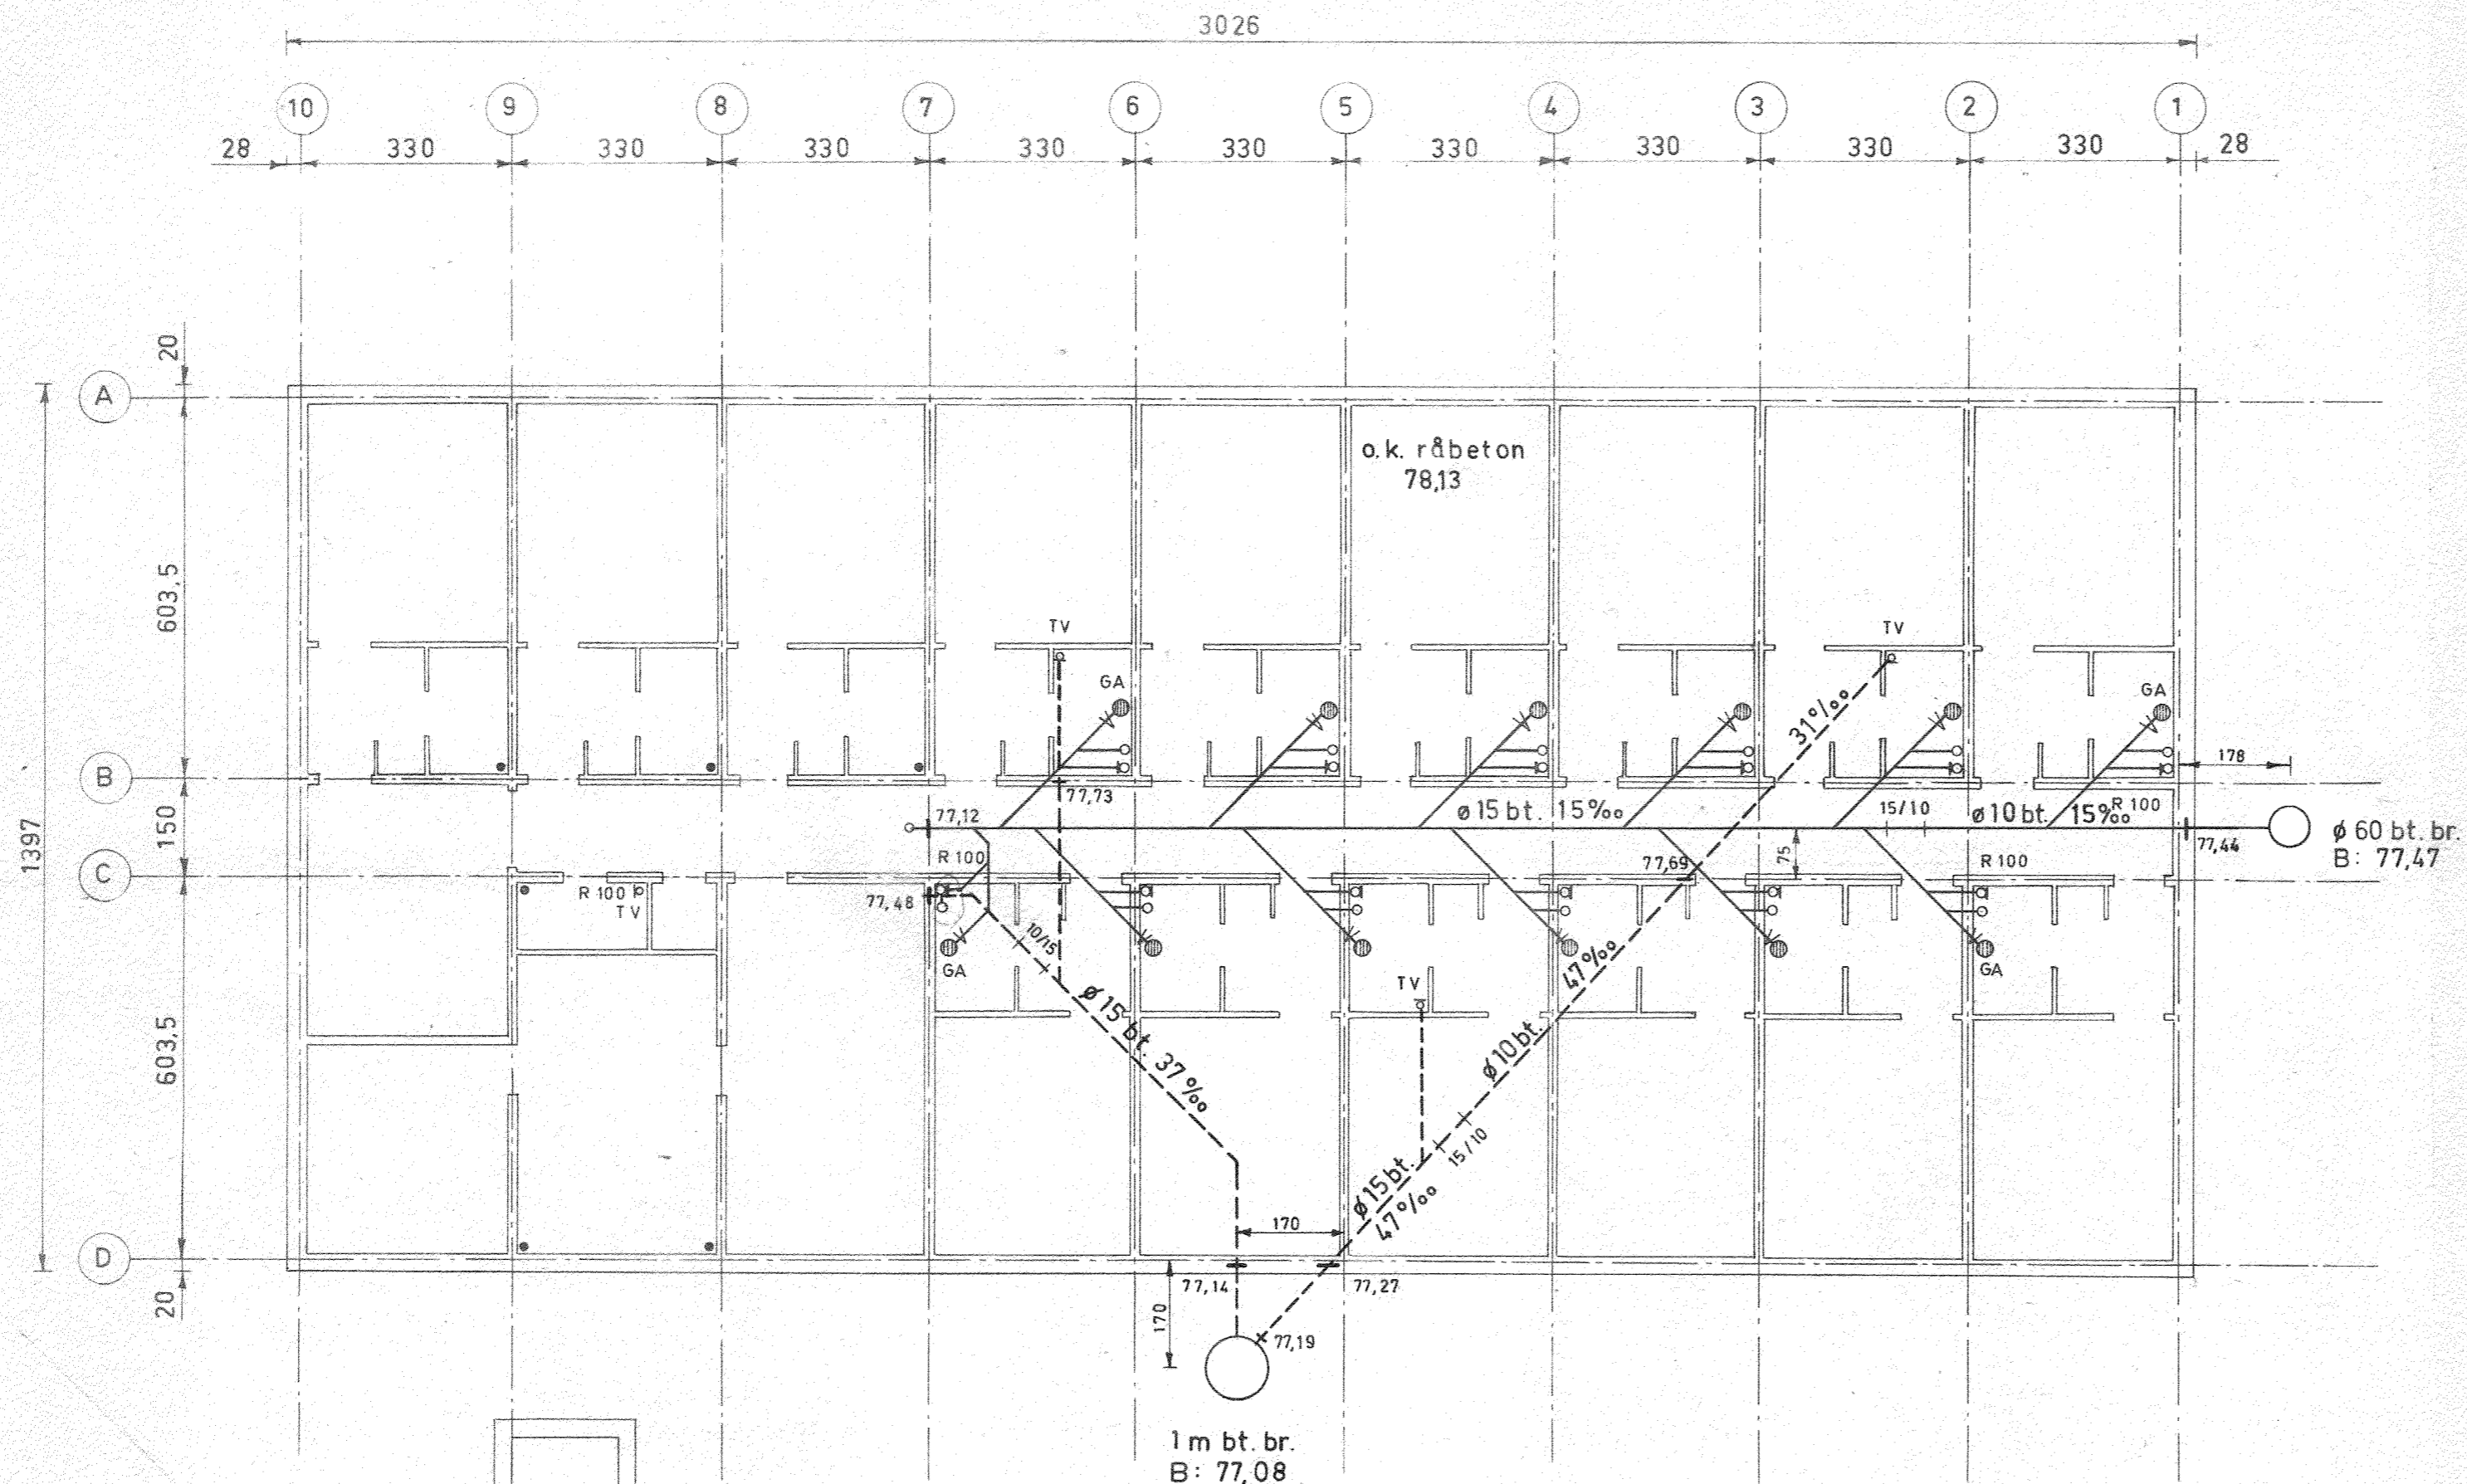 3026
10 9 8 7 6 5 4 3 2 1
28 330 330 330 330 330 330 330 330 330 28
20
A
603,5
1397
B
150
C
603,5
D
20
o.k. råbeton
78,13
TV
TV
GA
GA
31‰
178
77,73
77,12
ø15 bt. 15‰
15/10
ø10 bt. 15‰
R 100
77,44
ø 60 bt. br.
B: 77,47
R 100
77,69
75
R 100
R 100
TV
77,48
10/15
GA
GA
TV
47‰
ø 15 bt. 37‰
ø10 bt.
15/10
ø15 bt.
47‰
170
77,14
77,27
170
77,19
1 m bt. br.
B: 77,08